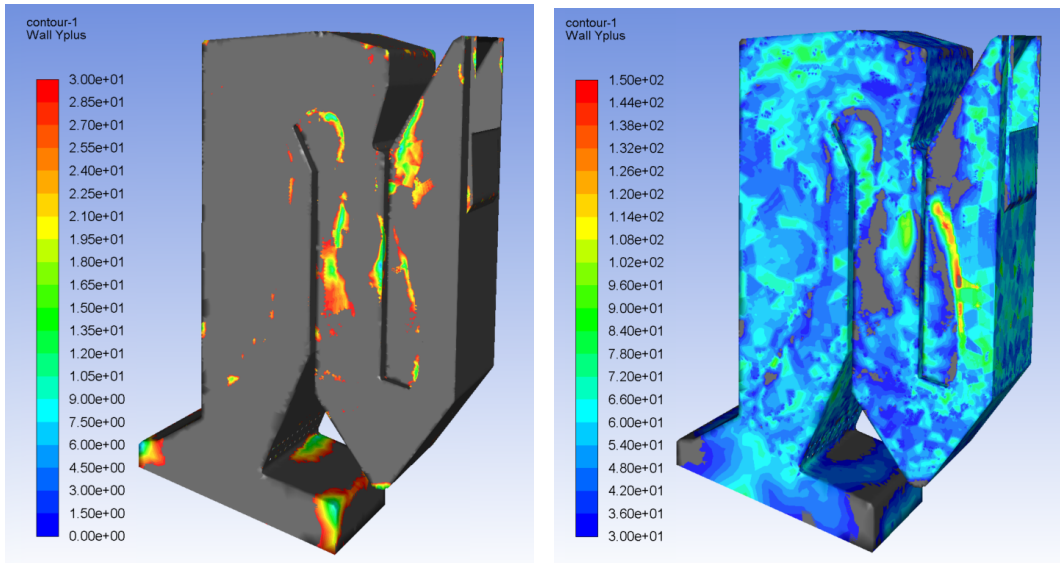 contour-1
Wall Yplus
3.00e+01
2.85e+01
2.70e+01
2.55e+01
2.40e+01
2.25e+01
2.10e+01
1.95e+01
1.80e+01
1.65e+01
1.50e+01
1.35e+01
1.20e+01
1.05e+01
9.00e+00
7.50e+00
6.00e+00
4.50e+00
3.00e+00
1.50e+00
0.00e+00
contour-1
Wall Yplus
1.50e+02
1.44e+02
1.38e+02
1.32e+02
1.26e+02
1.20e+02
1.14e+02
1.08e+02
1.02e+02
9.60e+01
9.00e+01
8.40e+01
7.80e+01
7.20e+01
6.60e+01
6.00e+01
5.40e+01
4.80e+01
4.20e+01
3.60e+01
3.00e+01